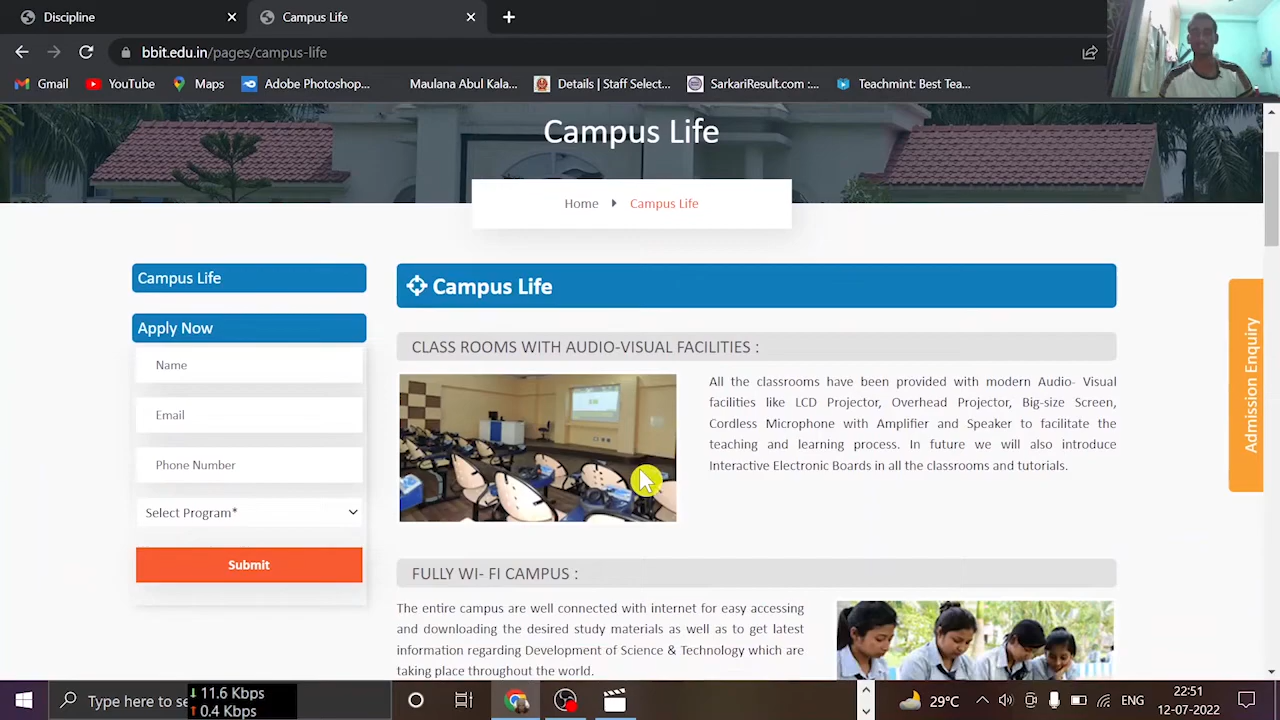 Discipline
Campus Life
bbit.edu.in/pages/campus-life
Gmail
YouTube
Maps
Adobe Photoshop...
Maulana Abul Kala...
Details | Staff Select...
SarkariResult.com :...
Teachmint: Best Tea...
Campus Life
Home
Campus Life
Campus Life
Apply Now
Name
Email
Phone Number
Select Program*
Submit
Campus Life
CLASS ROOMS WITH AUDIO-VISUAL FACILITIES :
All the classrooms have been provided with modern Audio- Visual
facilities like LCD Projector, Overhead Projector, Big-size Screen,
Cordless Microphone with Amplifier and Speaker to facilitate the
teaching and learning process. In future we will also introduce
Interactive Electronic Boards in all the classrooms and tutorials.
FULLY WI- FI CAMPUS :
The entire campus are well connected with internet for easy accessing
and downloading the desired study materials as well as to get latest
information regarding Development of Science & Technology which are
taking place throughout the world.
Admission Enquiry
Type here to se
11.6 Kbps
0.4 Kbps
29°C
ENG
22:51
12-07-2022